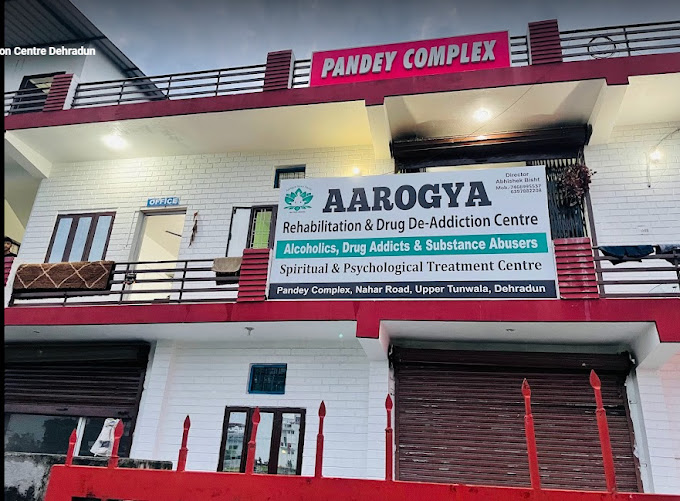 on Centre Dehradun
PANDEY COMPLEX
OFFICE
AAROGYA
Director
Abhishek Bisht
Rehabilitation & Drug De-Addiction Centre
Alcoholics, Drug Addicts & Substance Abusers
Spiritual & Psychological Treatment Centre
Pandey Complex, Nahar Road, Upper Tunwala, Dehradun